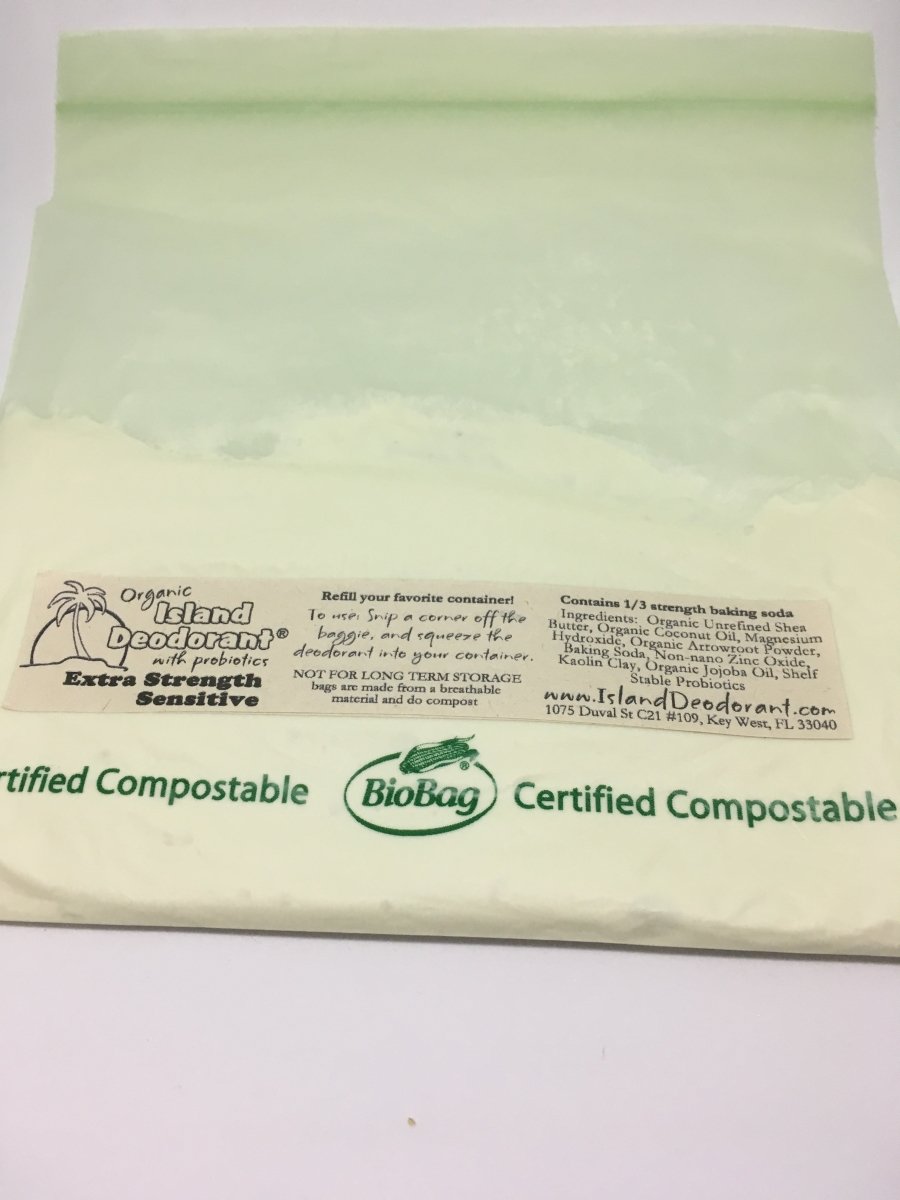 Organic
Island
Deodorant®
with probiotics
Extra Strength
Sensitive
Refill your favorite container!
To use: Snip a corner off the
baggie, and squeeze the
deodorant into your container.
NOT FOR LONG TERM STORAGE
bags are made from a breathable
material and do compost
Contains 1/3 strength baking soda
Ingredients: Organic Unrefined Shea
Butter, Organic Coconut Oil, Magnesium
Hydroxide, Organic Arrowroot Powder,
Baking Soda, Non-nano Zinc Oxide,
Kaolin Clay, Organic Jojoba Oil, Shelf
Stable Probiotics
www.IslandDeodorant.com
1075 Duval St C21 #109, Key West, FL 33040
rtified Compostable
BioBag®
Certified Compostable